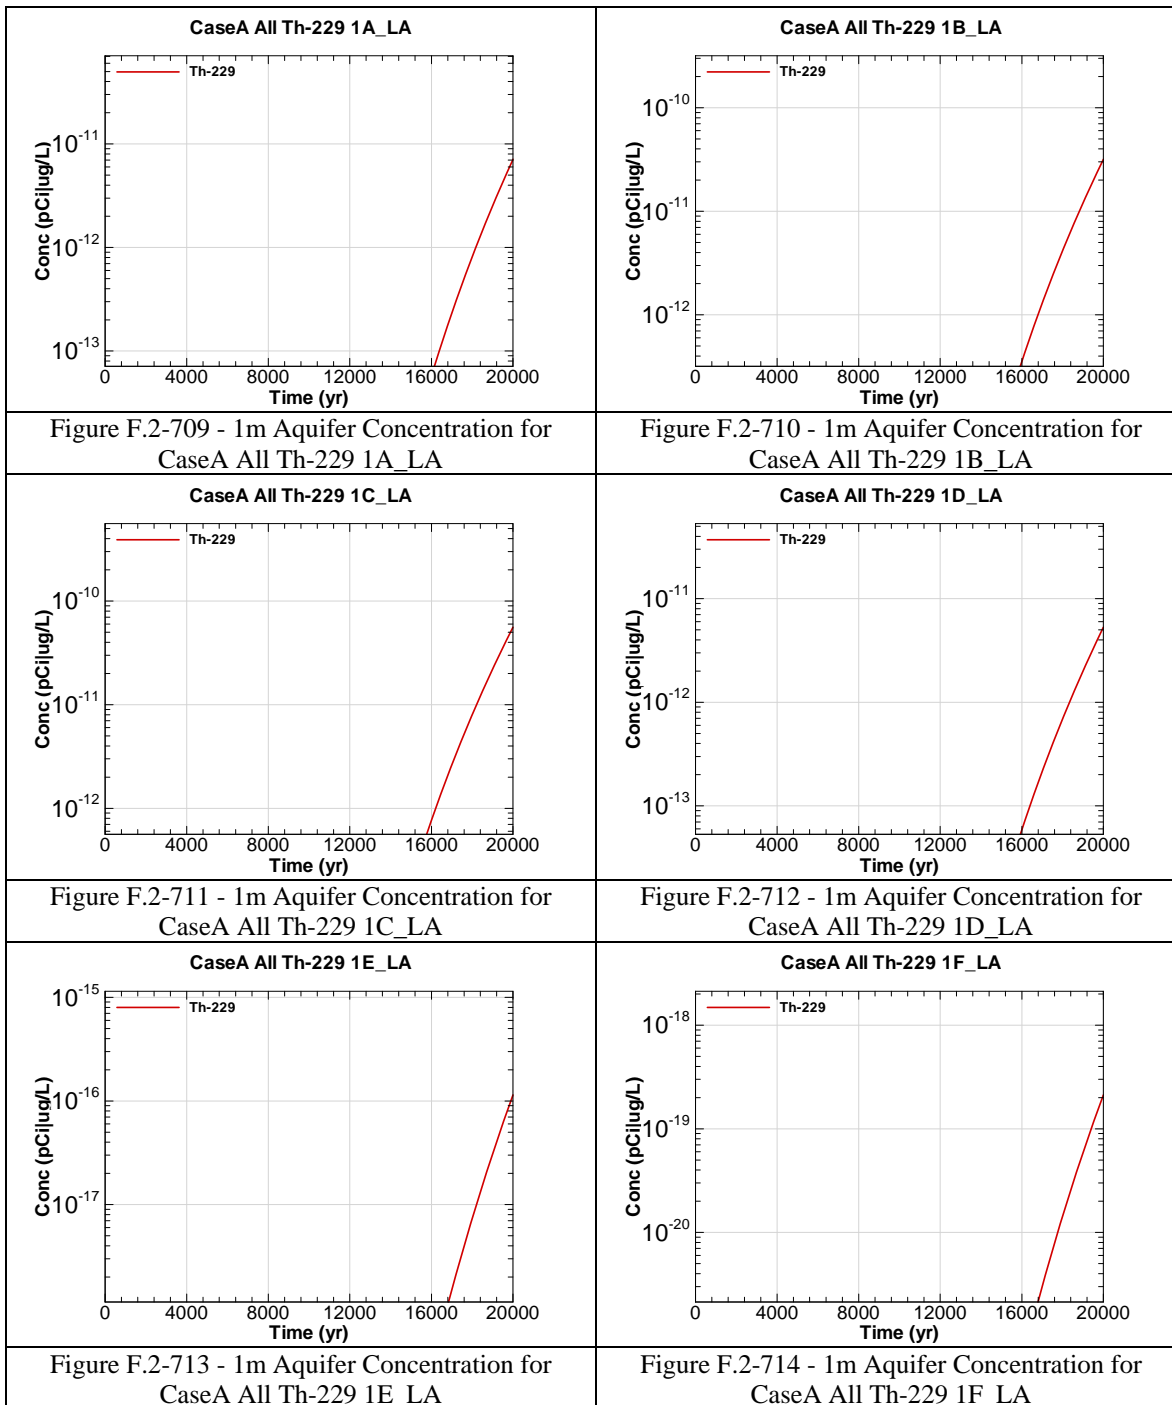 CaseA All Th-229 1A_LA
Th-229
Conc (pCi|ug/L)
10-11
10-12
10-13
0 4000 8000 12000 16000 20000
Time (yr)
Figure F.2-709 - 1m Aquifer Concentration for
CaseA All Th-229 1A_LA
CaseA All Th-229 1B_LA
Th-229
Conc (pCi|ug/L)
10-10
10-11
10-12
0 4000 8000 12000 16000 20000
Time (yr)
Figure F.2-710 - 1m Aquifer Concentration for
CaseA All Th-229 1B_LA
CaseA All Th-229 1C_LA
Th-229
Conc (pCi|ug/L)
10-10
10-11
10-12
0 4000 8000 12000 16000 20000
Time (yr)
Figure F.2-711 - 1m Aquifer Concentration for
CaseA All Th-229 1C_LA
CaseA All Th-229 1D_LA
Th-229
Conc (pCi|ug/L)
10-11
10-12
10-13
0 4000 8000 12000 16000 20000
Time (yr)
Figure F.2-712 - 1m Aquifer Concentration for
CaseA All Th-229 1D_LA
CaseA All Th-229 1E_LA
Th-229
Conc (pCi|ug/L)
10-15
10-16
10-17
0 4000 8000 12000 16000 20000
Time (yr)
Figure F.2-713 - 1m Aquifer Concentration for
CaseA All Th-229 1E_LA
CaseA All Th-229 1F_LA
Th-229
Conc (pCi|ug/L)
10-18
10-19
10-20
0 4000 8000 12000 16000 20000
Time (yr)
Figure F.2-714 - 1m Aquifer Concentration for
CaseA All Th-229 1F_LA